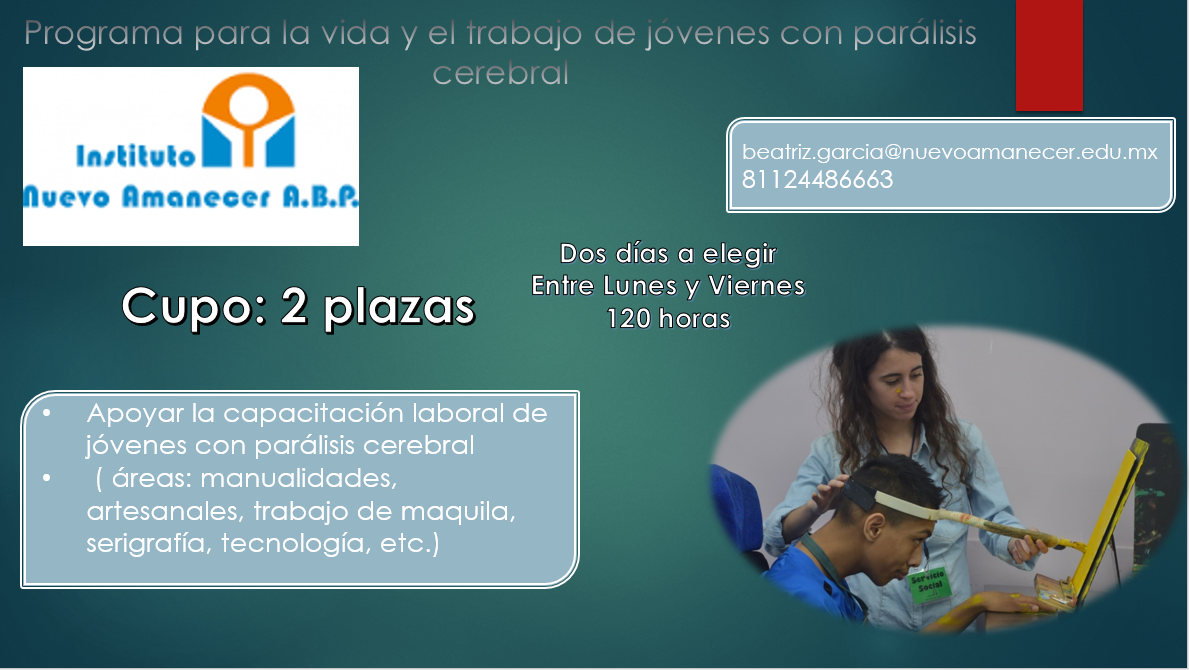 Programa para la vida y el trabajo de jóvenes con parálisis
cerebral
Instituto
Nuevo Amanecer A.B.P.
beatriz.garcia@nuevoamanecer.edu.mx
81124486663
Dos días a elegir
Entre Lunes y Viernes
120 horas
Cupo: 2 plazas
• Apoyar la capacitación laboral de
jóvenes con parálisis cerebral
• ( áreas: manualidades,
artesanales, trabajo de maquila,
serigrafía, tecnología, etc.)
Servicio
Social